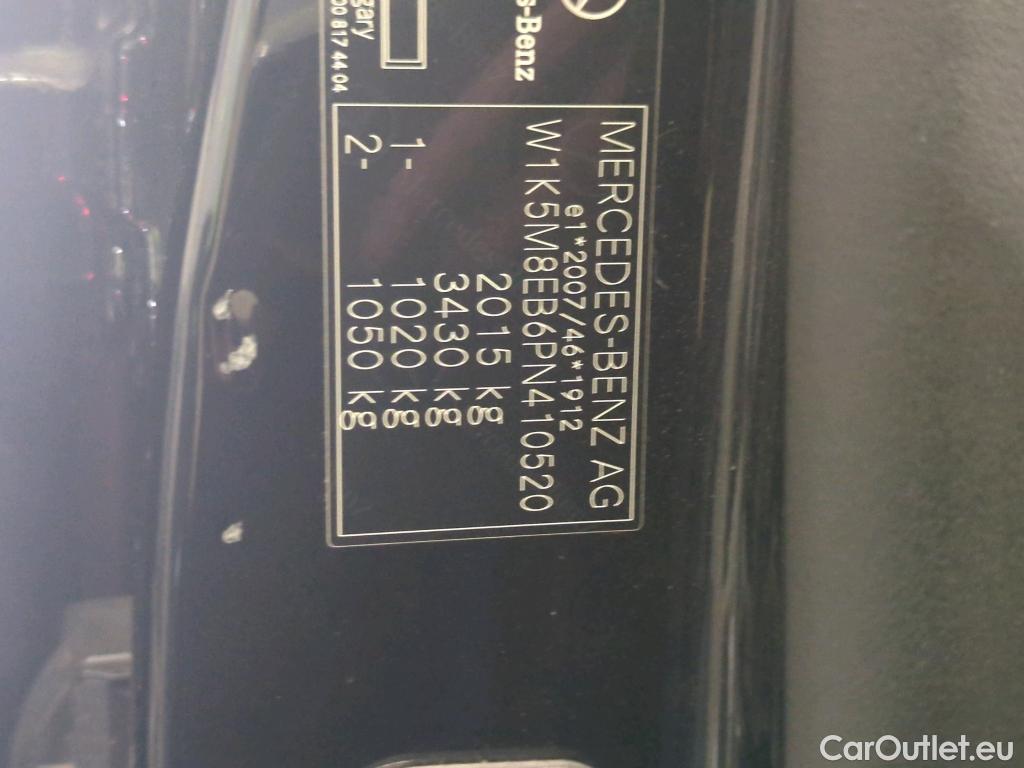 MERCEDES-BENZ AG
e1*2007/46*1912
W1K5M8EB6PN410520
2015 kg
3430 kg
1- 1020 kg
2- 1050 kg
CarOutlet.eu